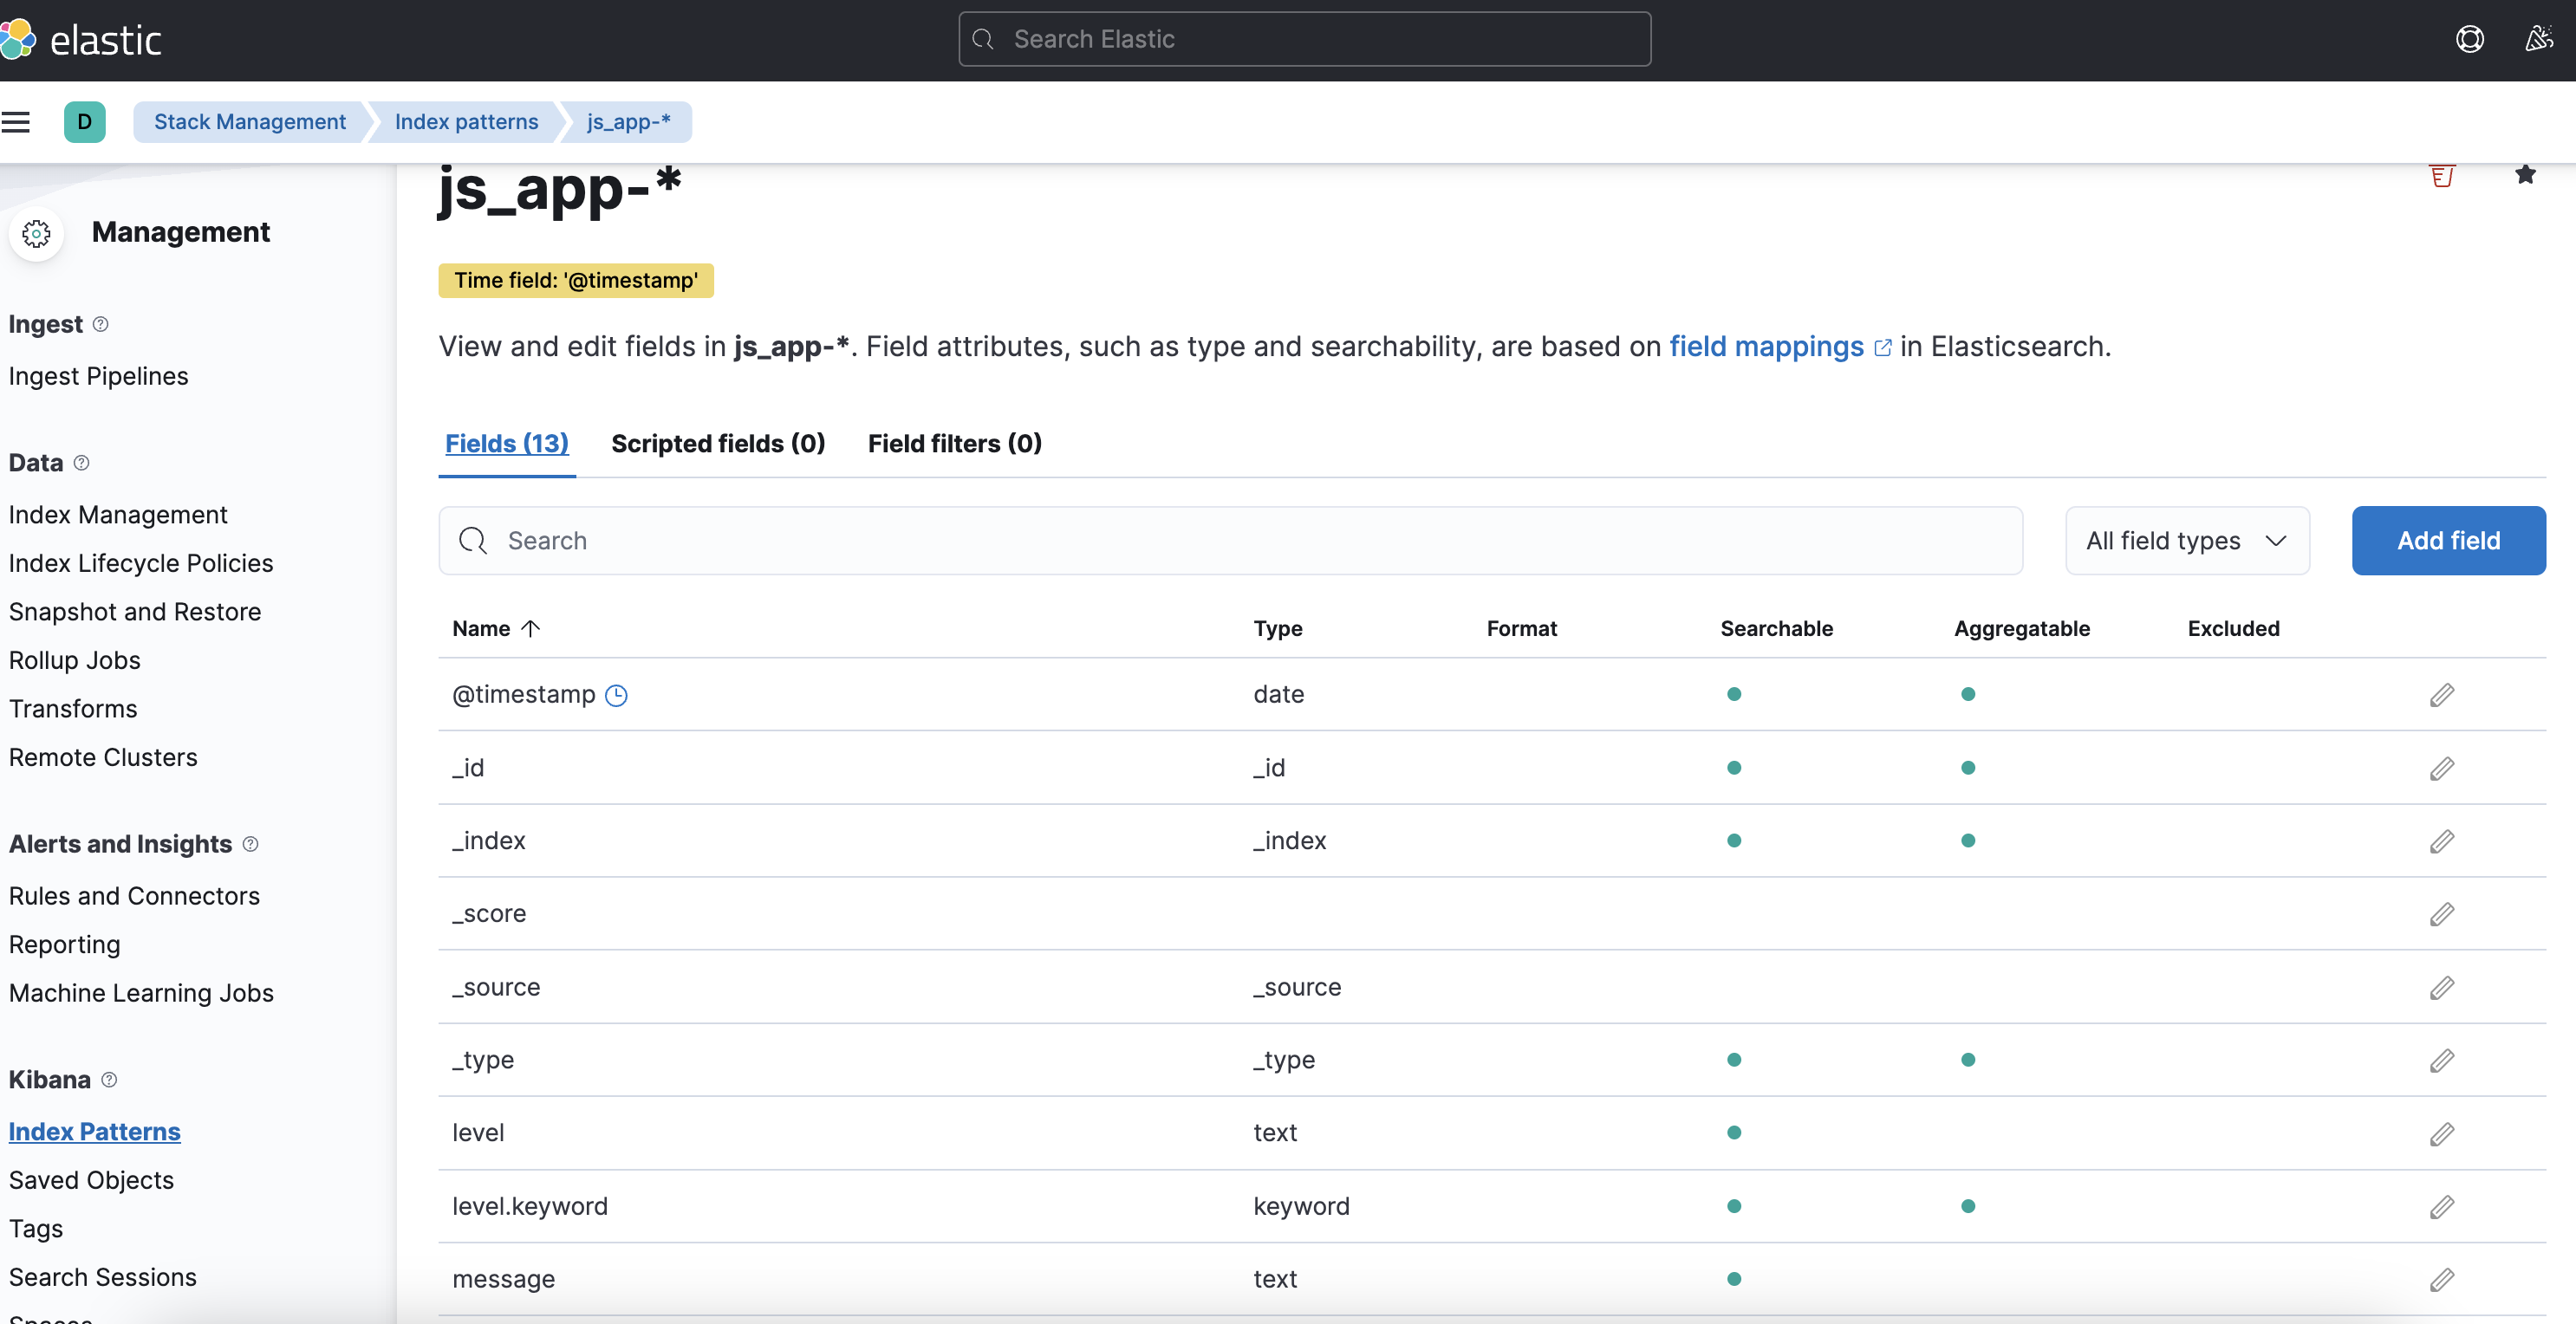 elastic
Search Elastic
D
Stack Management
Index patterns
js_app-*
Management
Ingest
Ingest Pipelines
Data
Index Management
Index Lifecycle Policies
Snapshot and Restore
Rollup Jobs
Transforms
Remote Clusters
Alerts and Insights
Rules and Connectors
Reporting
Machine Learning Jobs
Kibana
Index Patterns
Saved Objects
Tags
Search Sessions
Spaces
js_app-*
Time field: '@timestamp'
View and edit fields in js_app-*. Field attributes, such as type and searchability, are based on field mappings in Elasticsearch.
Fields (13) Scripted fields (0) Field filters (0)
Search All field types Add field
Name Type Format Searchable Aggregatable Excluded
@timestamp date
_id _id
_index _index
_score
_source _source
_type _type
level text
level.keyword keyword
message text